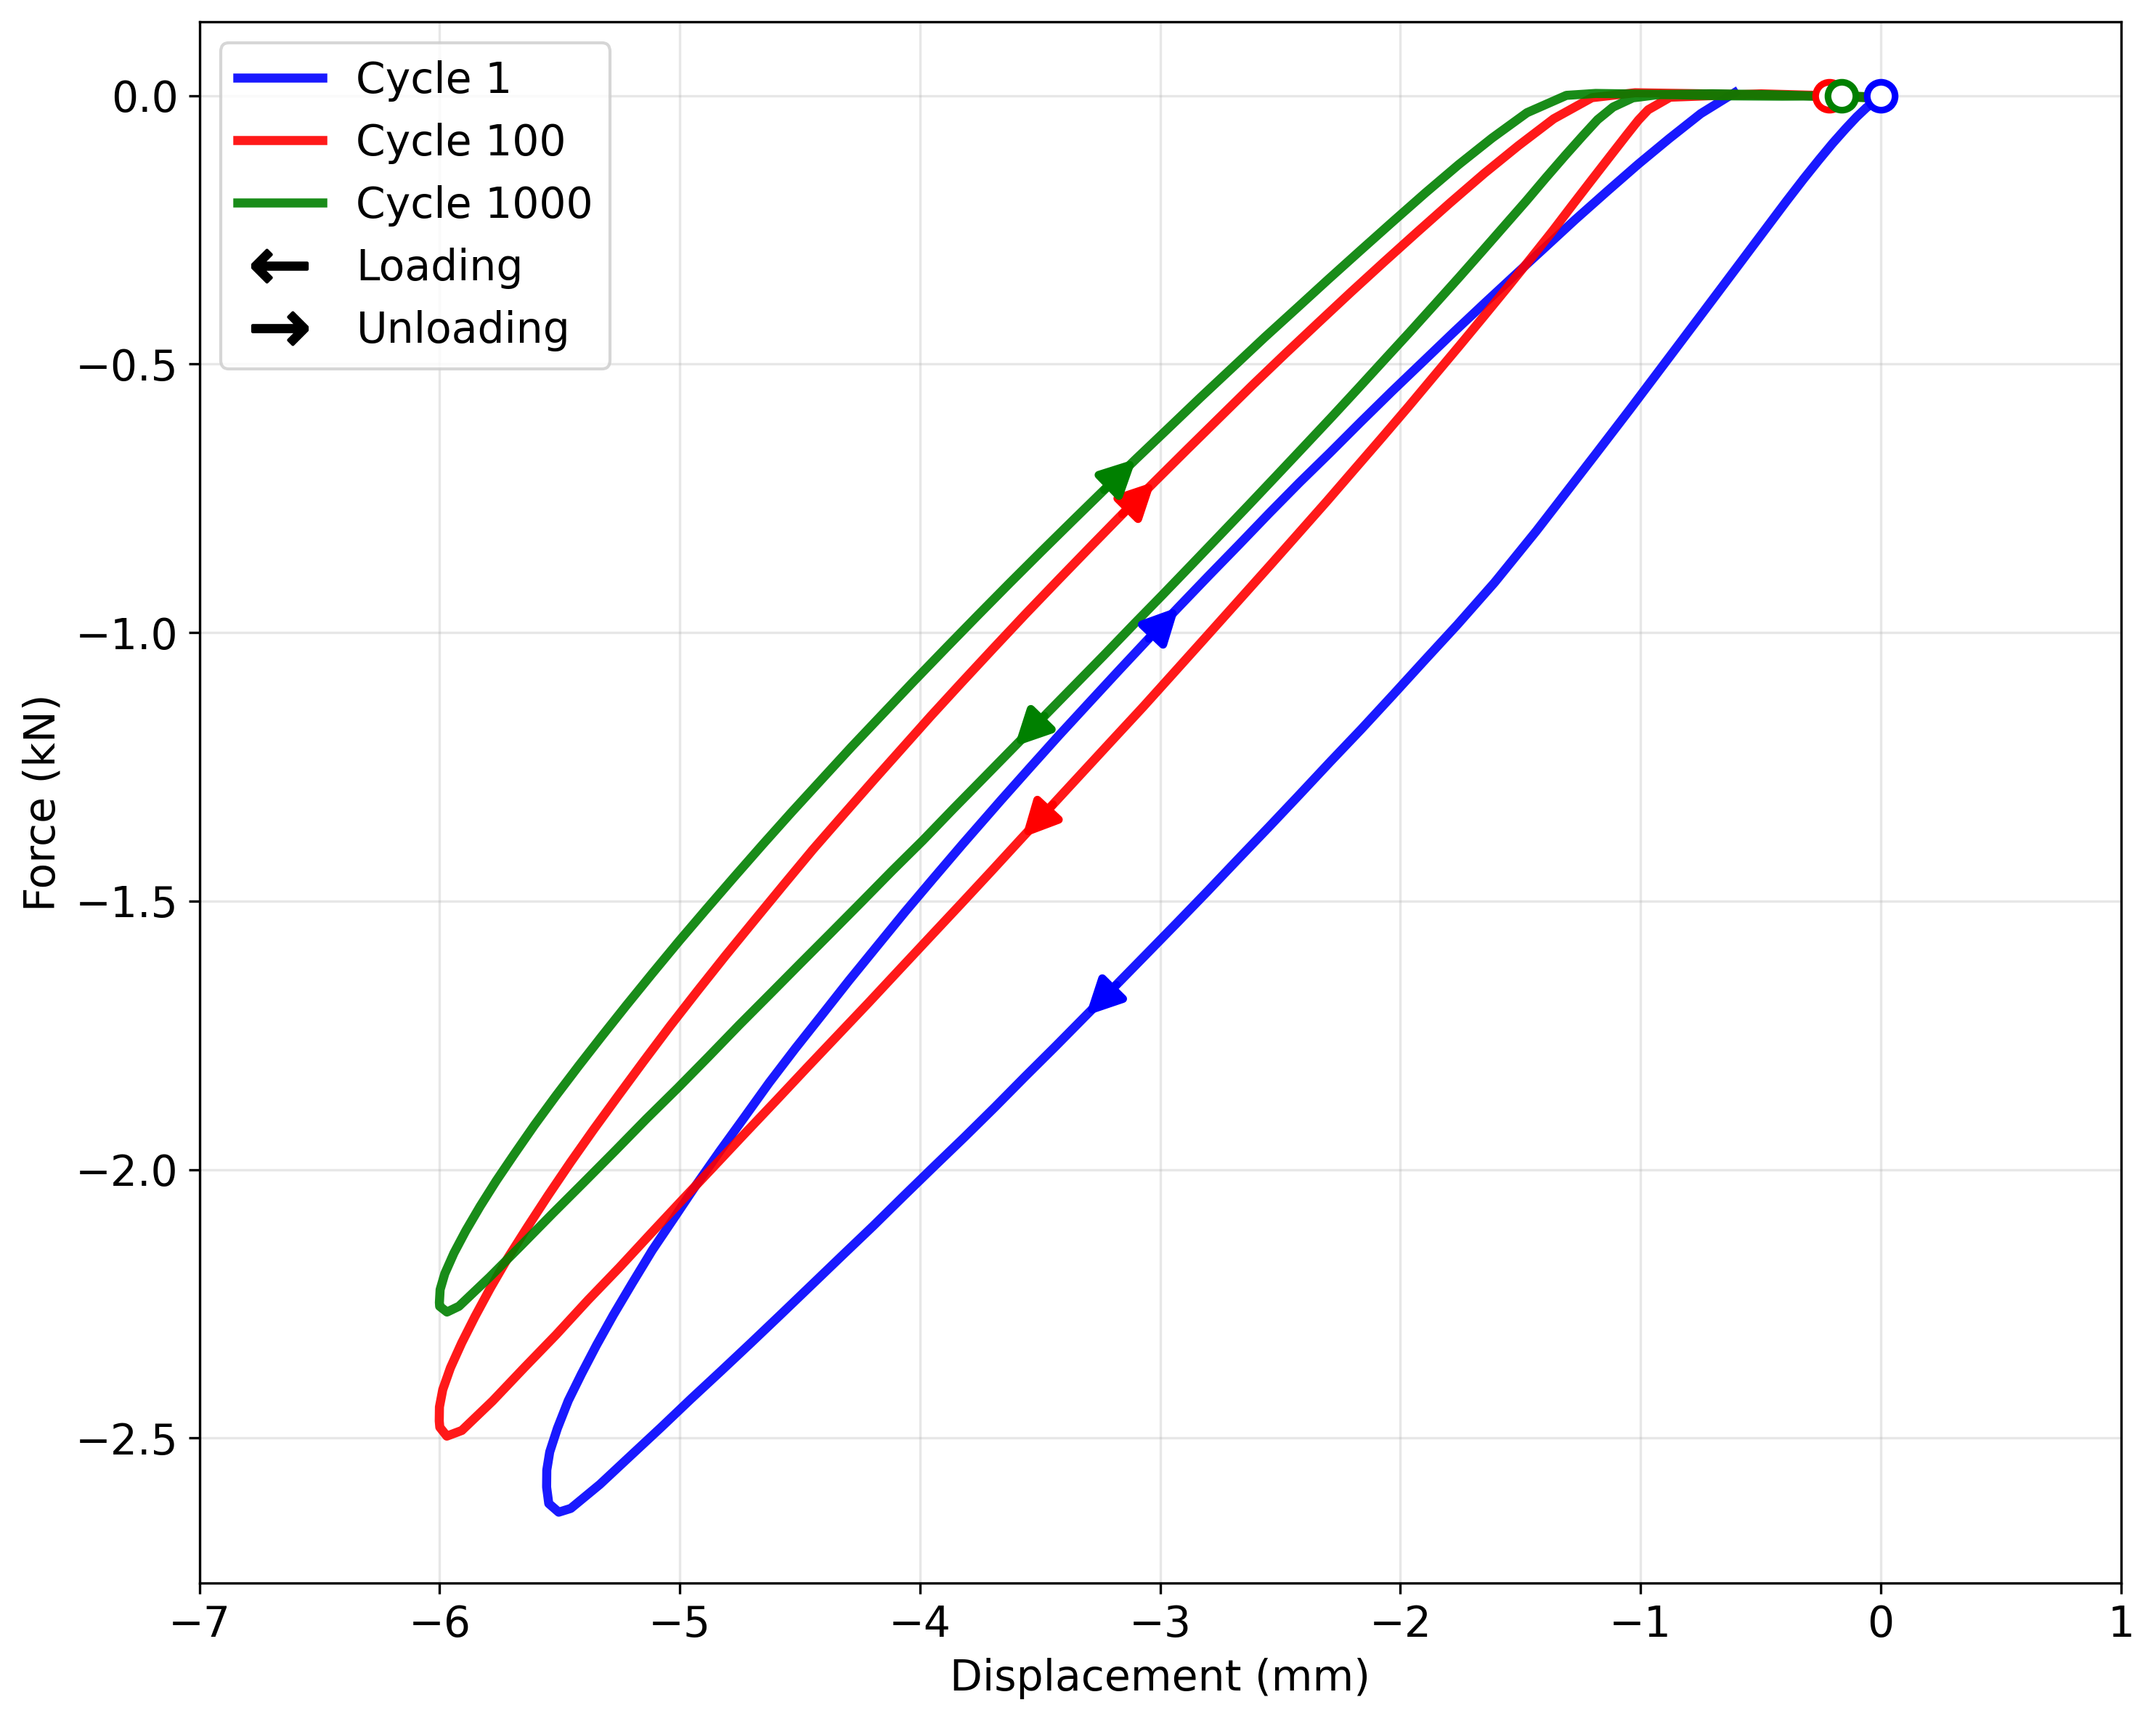 Cycle 1
Cycle 100
Cycle 1000
Loading
Unloading
0.0
−0.5
−1.0
−1.5
−2.0
−2.5
Force (kN)
−7 −6 −5 −4 −3 −2 −1 0 1
Displacement (mm)